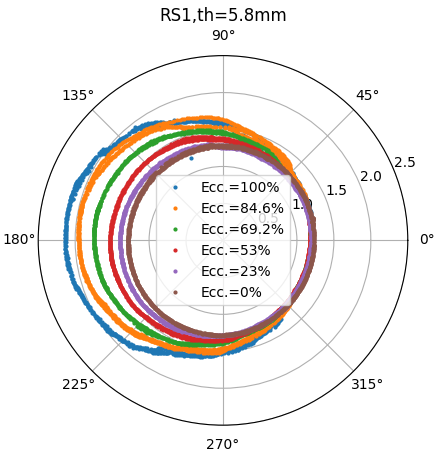 RS1,th=5.8mm
90°
135°
45°
2.5
2.0
1.5
1.0
0.5
180°
0°
Ecc.=100%
Ecc.=84.6%
Ecc.=69.2%
Ecc.=53%
Ecc.=23%
Ecc.=0%
225°
315°
270°